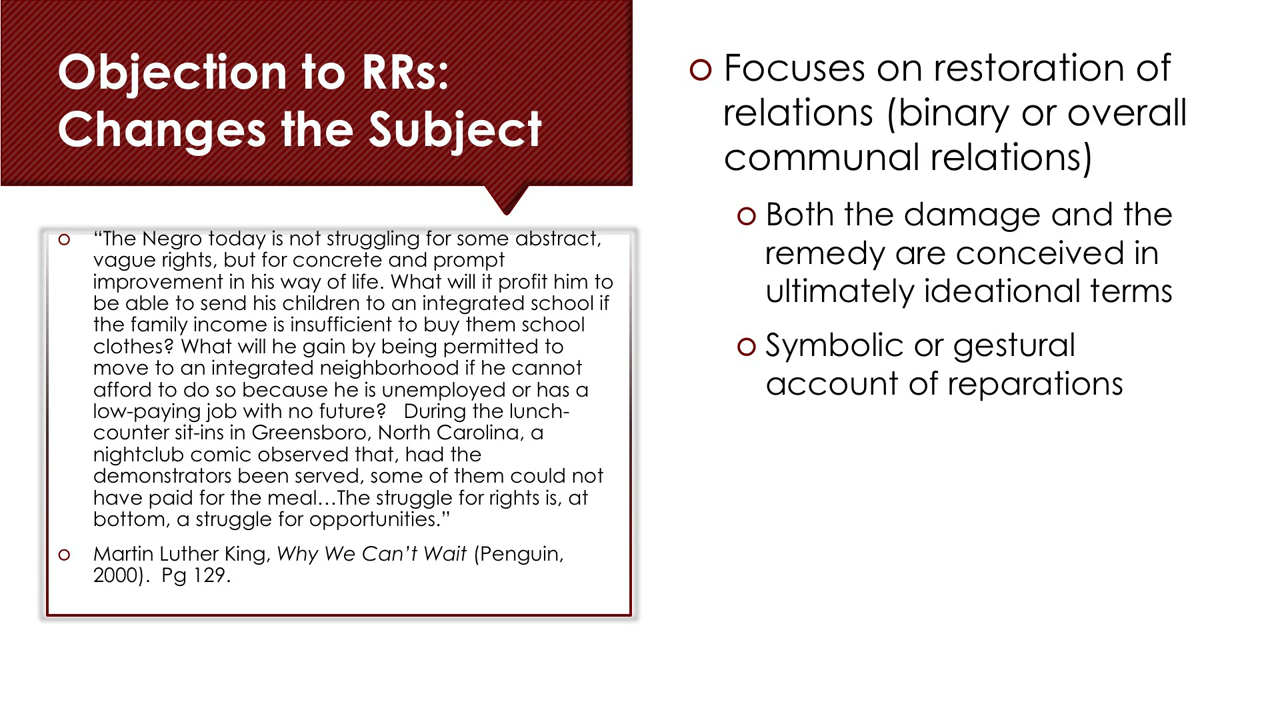 Objection to RRs:
Changes the Subject
o “The Negro today is not struggling for some abstract,
vague rights, but for concrete and prompt
improvement in his way of life. What will it profit him to
be able to send his children to an integrated school if
the family income is insufficient to buy them school
clothes? What will he gain by being permitted to
move to an integrated neighborhood if he cannot
afford to do so because he is unemployed or has a
low-paying job with no future?   During the lunch-
counter sit-ins in Greensboro, North Carolina, a
nightclub comic observed that, had the
demonstrators been served, some of them could not
have paid for the meal…The struggle for rights is, at
bottom, a struggle for opportunities.”
o Martin Luther King, Why We Can’t Wait (Penguin,
2000).  Pg 129.
o Focuses on restoration of
relations (binary or overall
communal relations)
o Both the damage and the
remedy are conceived in
ultimately ideational terms
o Symbolic or gestural
account of reparations